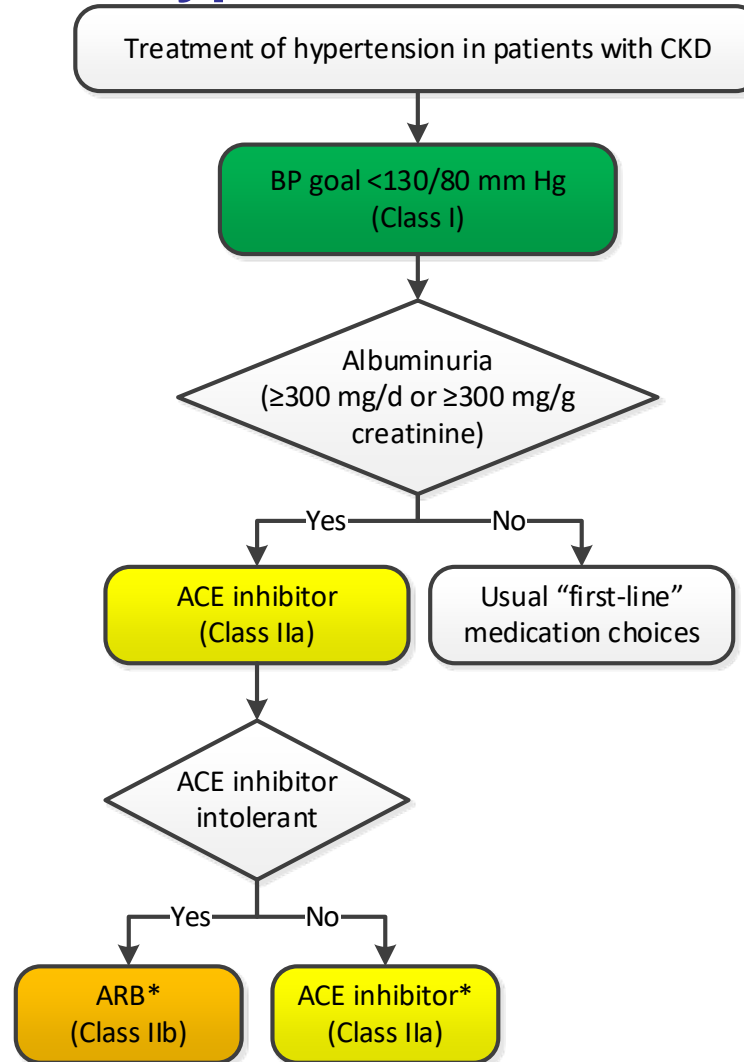 Treatment of hypertension in patients with CKD
BP goal <130/80 mm Hg
(Class I)
Albuminuria
(≥300 mg/d or ≥300 mg/g
creatinine)
Yes
No
ACE inhibitor
(Class IIa)
Usual “first-line”
medication choices
ACE inhibitor
intolerant
Yes
No
ARB*
(Class IIb)
ACE inhibitor*
(Class IIa)